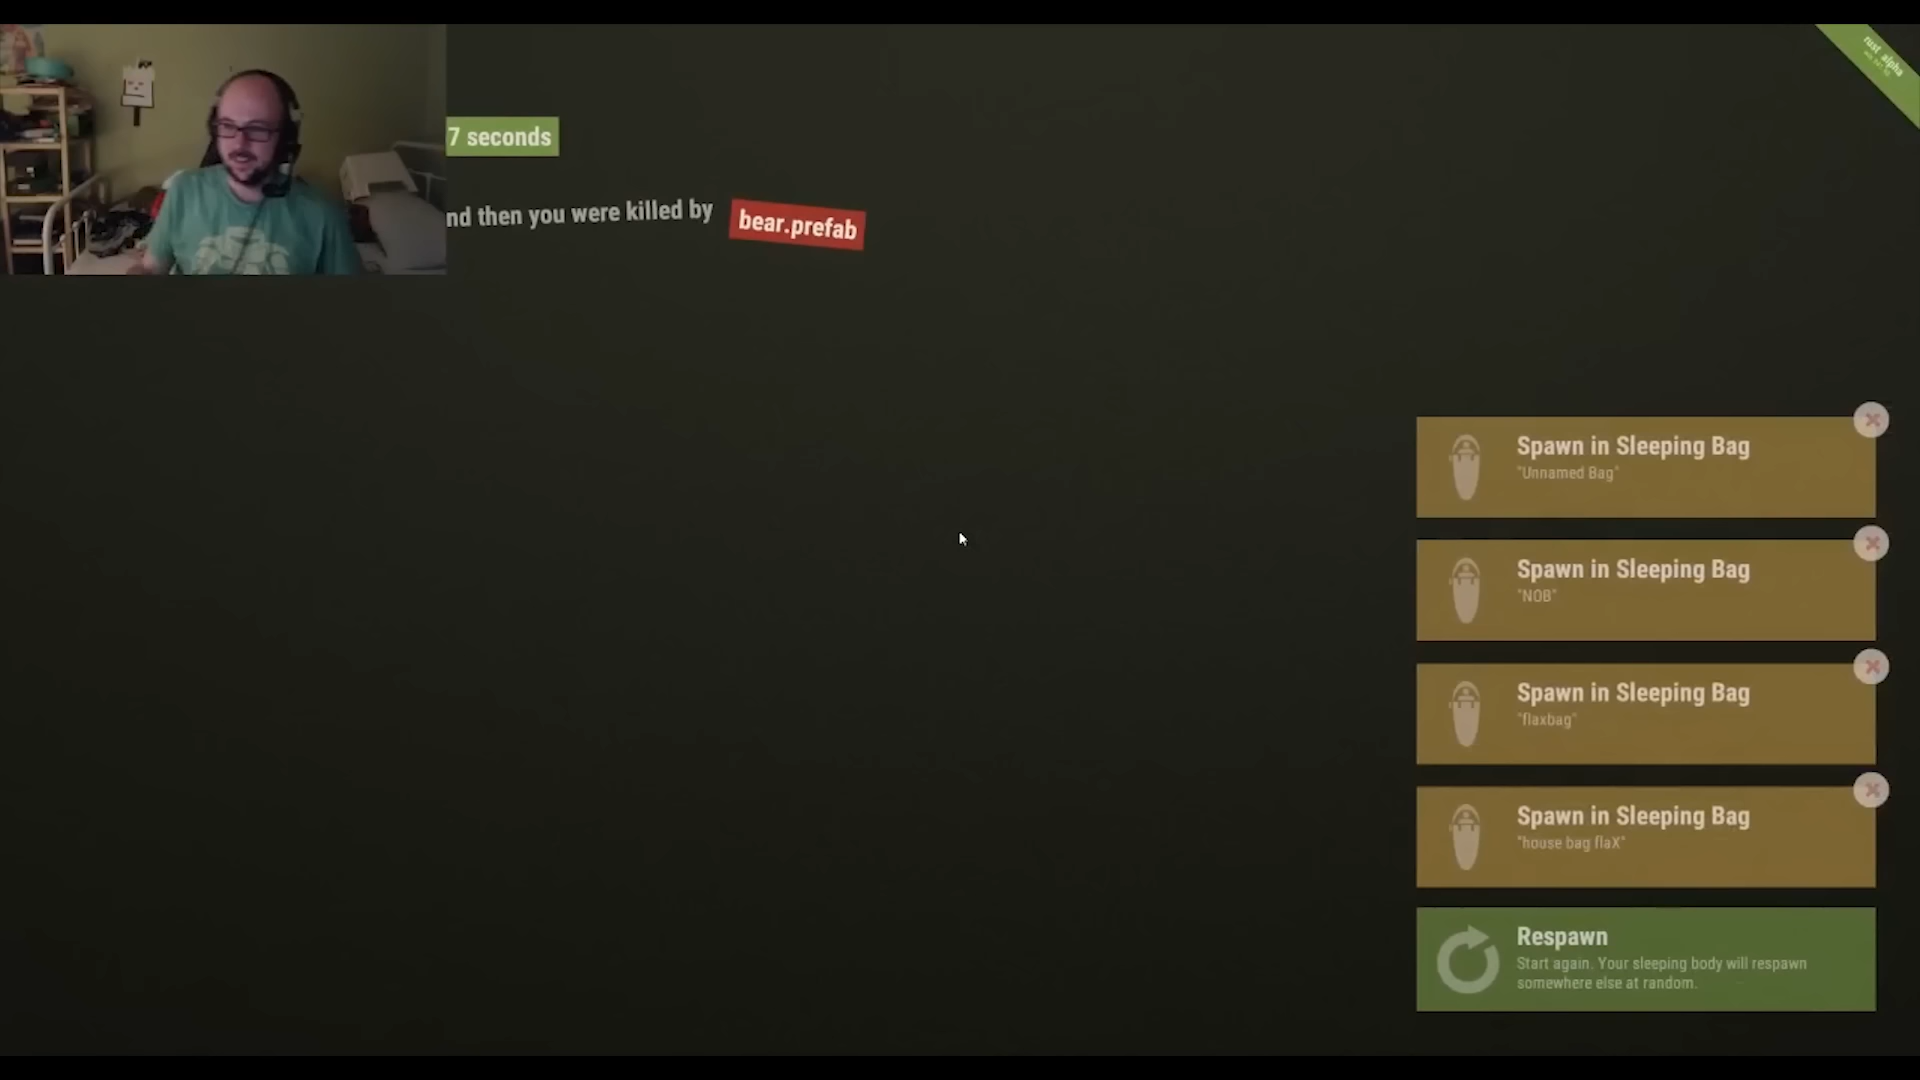 rust_alpha
7 seconds
nd then you were killed by bear.prefab
Spawn in Sleeping Bag
"Unnamed Bag"
Spawn in Sleeping Bag
"NOB"
Spawn in Sleeping Bag
"flaxbag"
Spawn in Sleeping Bag
"house bag flaX"
Respawn
Start again. Your sleeping body will respawn
somewhere else at random.